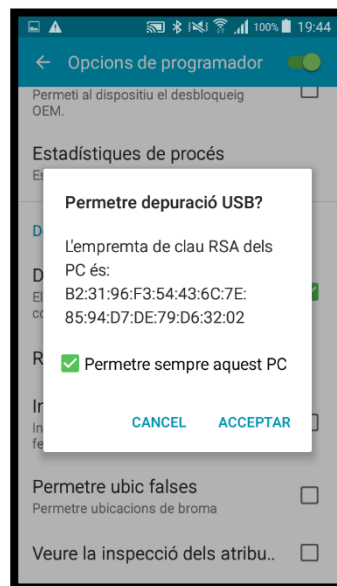 100% 19:44
Opcions de programador
Permeti al dispositiu el desbloqueig
OEM.
Estadístiques de procés
Permetre depuració USB?
L'empremta de clau RSA dels
PC és:
B2:31:96:F3:54:43:6C:7E:
85:94:D7:DE:79:D6:32:02
Permetre sempre aquest PC
CANCEL ACCEPTAR
Permetre ubic falses
Permetre ubicacions de broma
Veure la inspecció dels atribu..